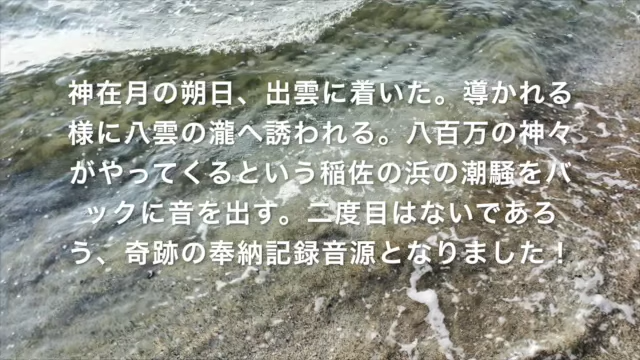 神在月の朔日、出雲に着いた。導かれる
様に八雲の瀧へ誘われる。八百万の神々
がやってくるという稲佐の浜の潮騒をバ
ックに音を出す。二度目はないであろ
う、奇跡の奉納記録音源となりました！